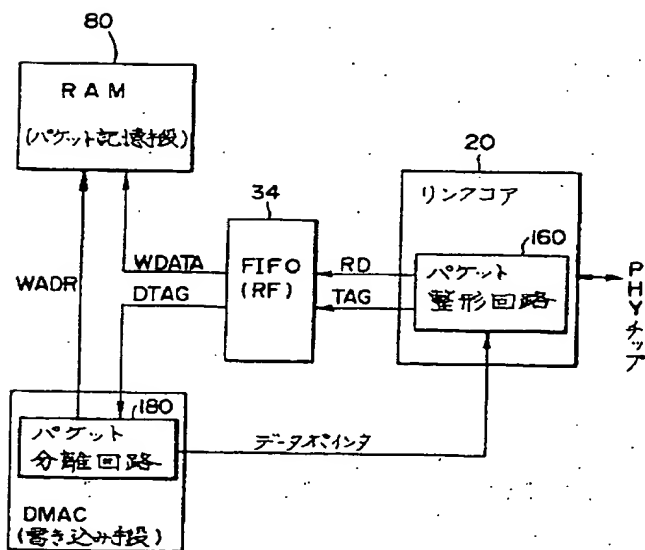 80
RAM
(パケット記憶手段)
20
リンクコア
34
160
FIFO
(RF)
WDATA
DTAG
RD
TAG
パケット
整形回路
PHYチップ
WADR
180
パケット
分離回路
データポインタ
DMAC
(書き込み手段)